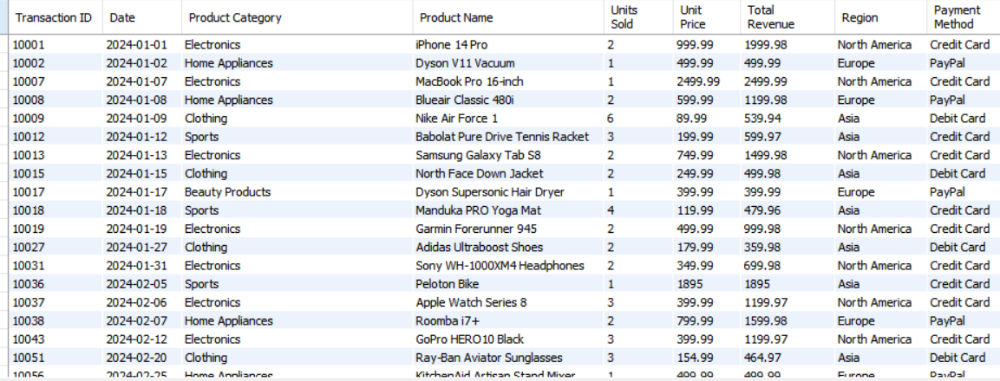 Transaction ID Date Product Category Product Name Units Sold Unit Price Total Revenue Region Payment Method
10001 2024-01-01 Electronics iPhone 14 Pro 2 999.99 1999.98 North America Credit Card
10002 2024-01-02 Home Appliances Dyson V11 Vacuum 1 499.99 499.99 Europe PayPal
10007 2024-01-07 Electronics MacBook Pro 16-inch 1 2499.99 2499.99 North America Credit Card
10008 2024-01-08 Home Appliances Blueair Classic 480i 2 599.99 1199.98 Europe PayPal
10009 2024-01-09 Clothing Nike Air Force 1 6 89.99 539.94 Asia Debit Card
10012 2024-01-12 Sports Babolat Pure Drive Tennis Racket 3 199.99 599.97 Asia Credit Card
10013 2024-01-13 Electronics Samsung Galaxy Tab S8 2 749.99 1499.98 North America Credit Card
10015 2024-01-15 Clothing North Face Down Jacket 2 249.99 499.98 Asia Debit Card
10017 2024-01-17 Beauty Products Dyson Supersonic Hair Dryer 1 399.99 399.99 Europe PayPal
10018 2024-01-18 Sports Manduka PRO Yoga Mat 4 119.99 479.96 Asia Credit Card
10019 2024-01-19 Electronics Garmin Forerunner 945 2 499.99 999.98 North America Credit Card
10027 2024-01-27 Clothing Adidas Ultraboost Shoes 2 179.99 359.98 Asia Debit Card
10031 2024-01-31 Electronics Sony WH-1000XM4 Headphones 2 349.99 699.98 North America Credit Card
10036 2024-02-05 Sports Peloton Bike 1 1895 1895 Asia Credit Card
10037 2024-02-06 Electronics Apple Watch Series 8 3 399.99 1199.97 North America Credit Card
10038 2024-02-07 Home Appliances Roomba i7+ 2 799.99 1599.98 Europe PayPal
10043 2024-02-12 Electronics GoPro HERO10 Black 3 399.99 1199.97 North America Credit Card
10051 2024-02-20 Clothing Ray-Ban Aviator Sunglasses 3 154.99 464.97 Asia Debit Card
10056 2024-02-25 Home Appliances KitchenAid Artisan Stand Mixer 1 499.99 499.99 Europe PayPal